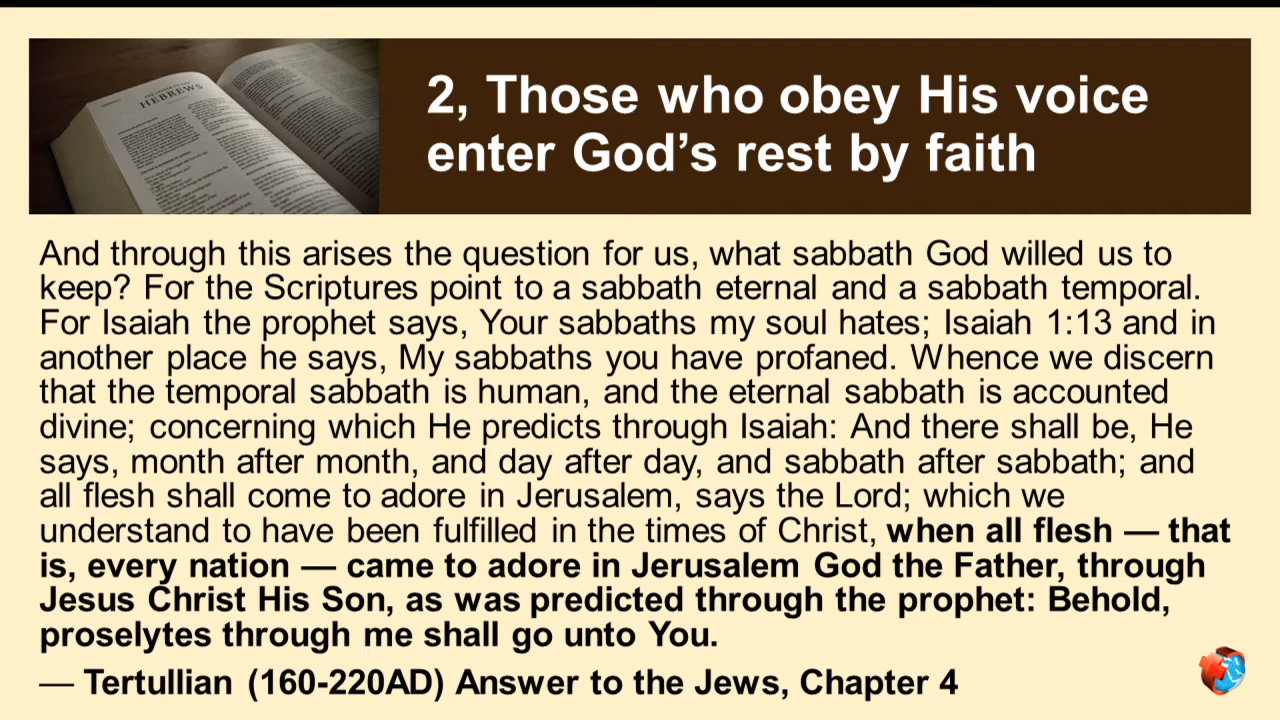 HEBREWS
2, Those who obey His voice
enter God’s rest by faith
And through this arises the question for us, what sabbath God willed us to
keep? For the Scriptures point to a sabbath eternal and a sabbath temporal.
For Isaiah the prophet says, Your sabbaths my soul hates; Isaiah 1:13 and in
another place he says, My sabbaths you have profaned. Whence we discern
that the temporal sabbath is human, and the eternal sabbath is accounted
divine; concerning which He predicts through Isaiah: And there shall be, He
says, month after month, and day after day, and sabbath after sabbath; and
all flesh shall come to adore in Jerusalem, says the Lord; which we
understand to have been fulfilled in the times of Christ, when all flesh — that
is, every nation — came to adore in Jerusalem God the Father, through
Jesus Christ His Son, as was predicted through the prophet: Behold,
proselytes through me shall go unto You.
— Tertullian (160-220AD) Answer to the Jews, Chapter 4